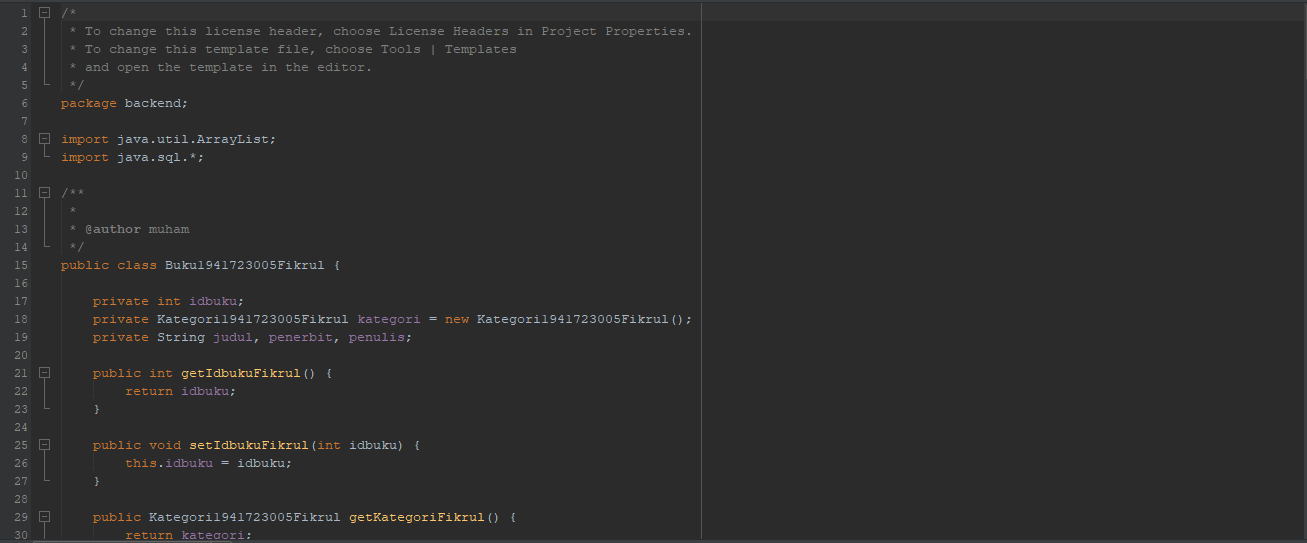 1 /*
2 * To change this license header, choose License Headers in Project Properties.
3 * To change this template file, choose Tools | Templates
4 * and open the template in the editor.
5 */
6 package backend;
7
8 import java.util.ArrayList;
9 import java.sql.*;
10
11 /**
12 *
13 * @author muham
14 */
15 public class Buku1941723005Fikrul {
16
17 private int idbuku;
18 private Kategori1941723005Fikrul kategori = new Kategori1941723005Fikrul();
19 private String judul, penerbit, penulis;
20
21 public int getIdbukuFikrul() {
22 return idbuku;
23 }
24
25 public void setIdbukuFikrul(int idbuku) {
26 this.idbuku = idbuku;
27 }
28
29 public Kategori1941723005Fikrul getKategoriFikrul() {
30 return kategori;